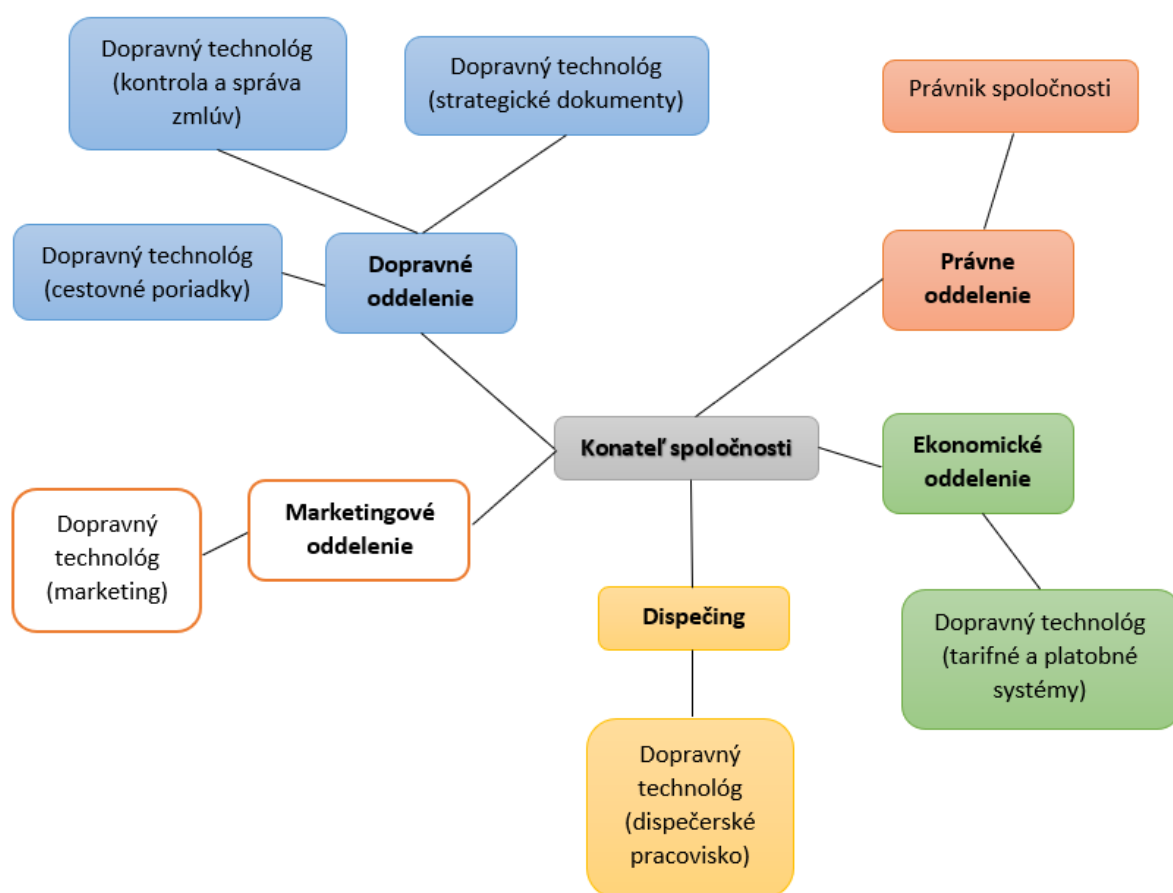 Dopravný technológ
(kontrola a správa
zmlúv)
Dopravný technológ
(strategické dokumenty)
Právnik spoločnosti
Dopravný technológ
(cestovné poriadky)
Dopravné
oddelenie
Právne
oddelenie
Konateľ spoločnosti
Ekonomické
oddelenie
Marketingové
oddelenie
Dopravný
technológ
(marketing)
Dispečing
Dopravný technológ
(tarifné a platobné
systémy)
Dopravný
technológ
(dispečerské
pracovisko)